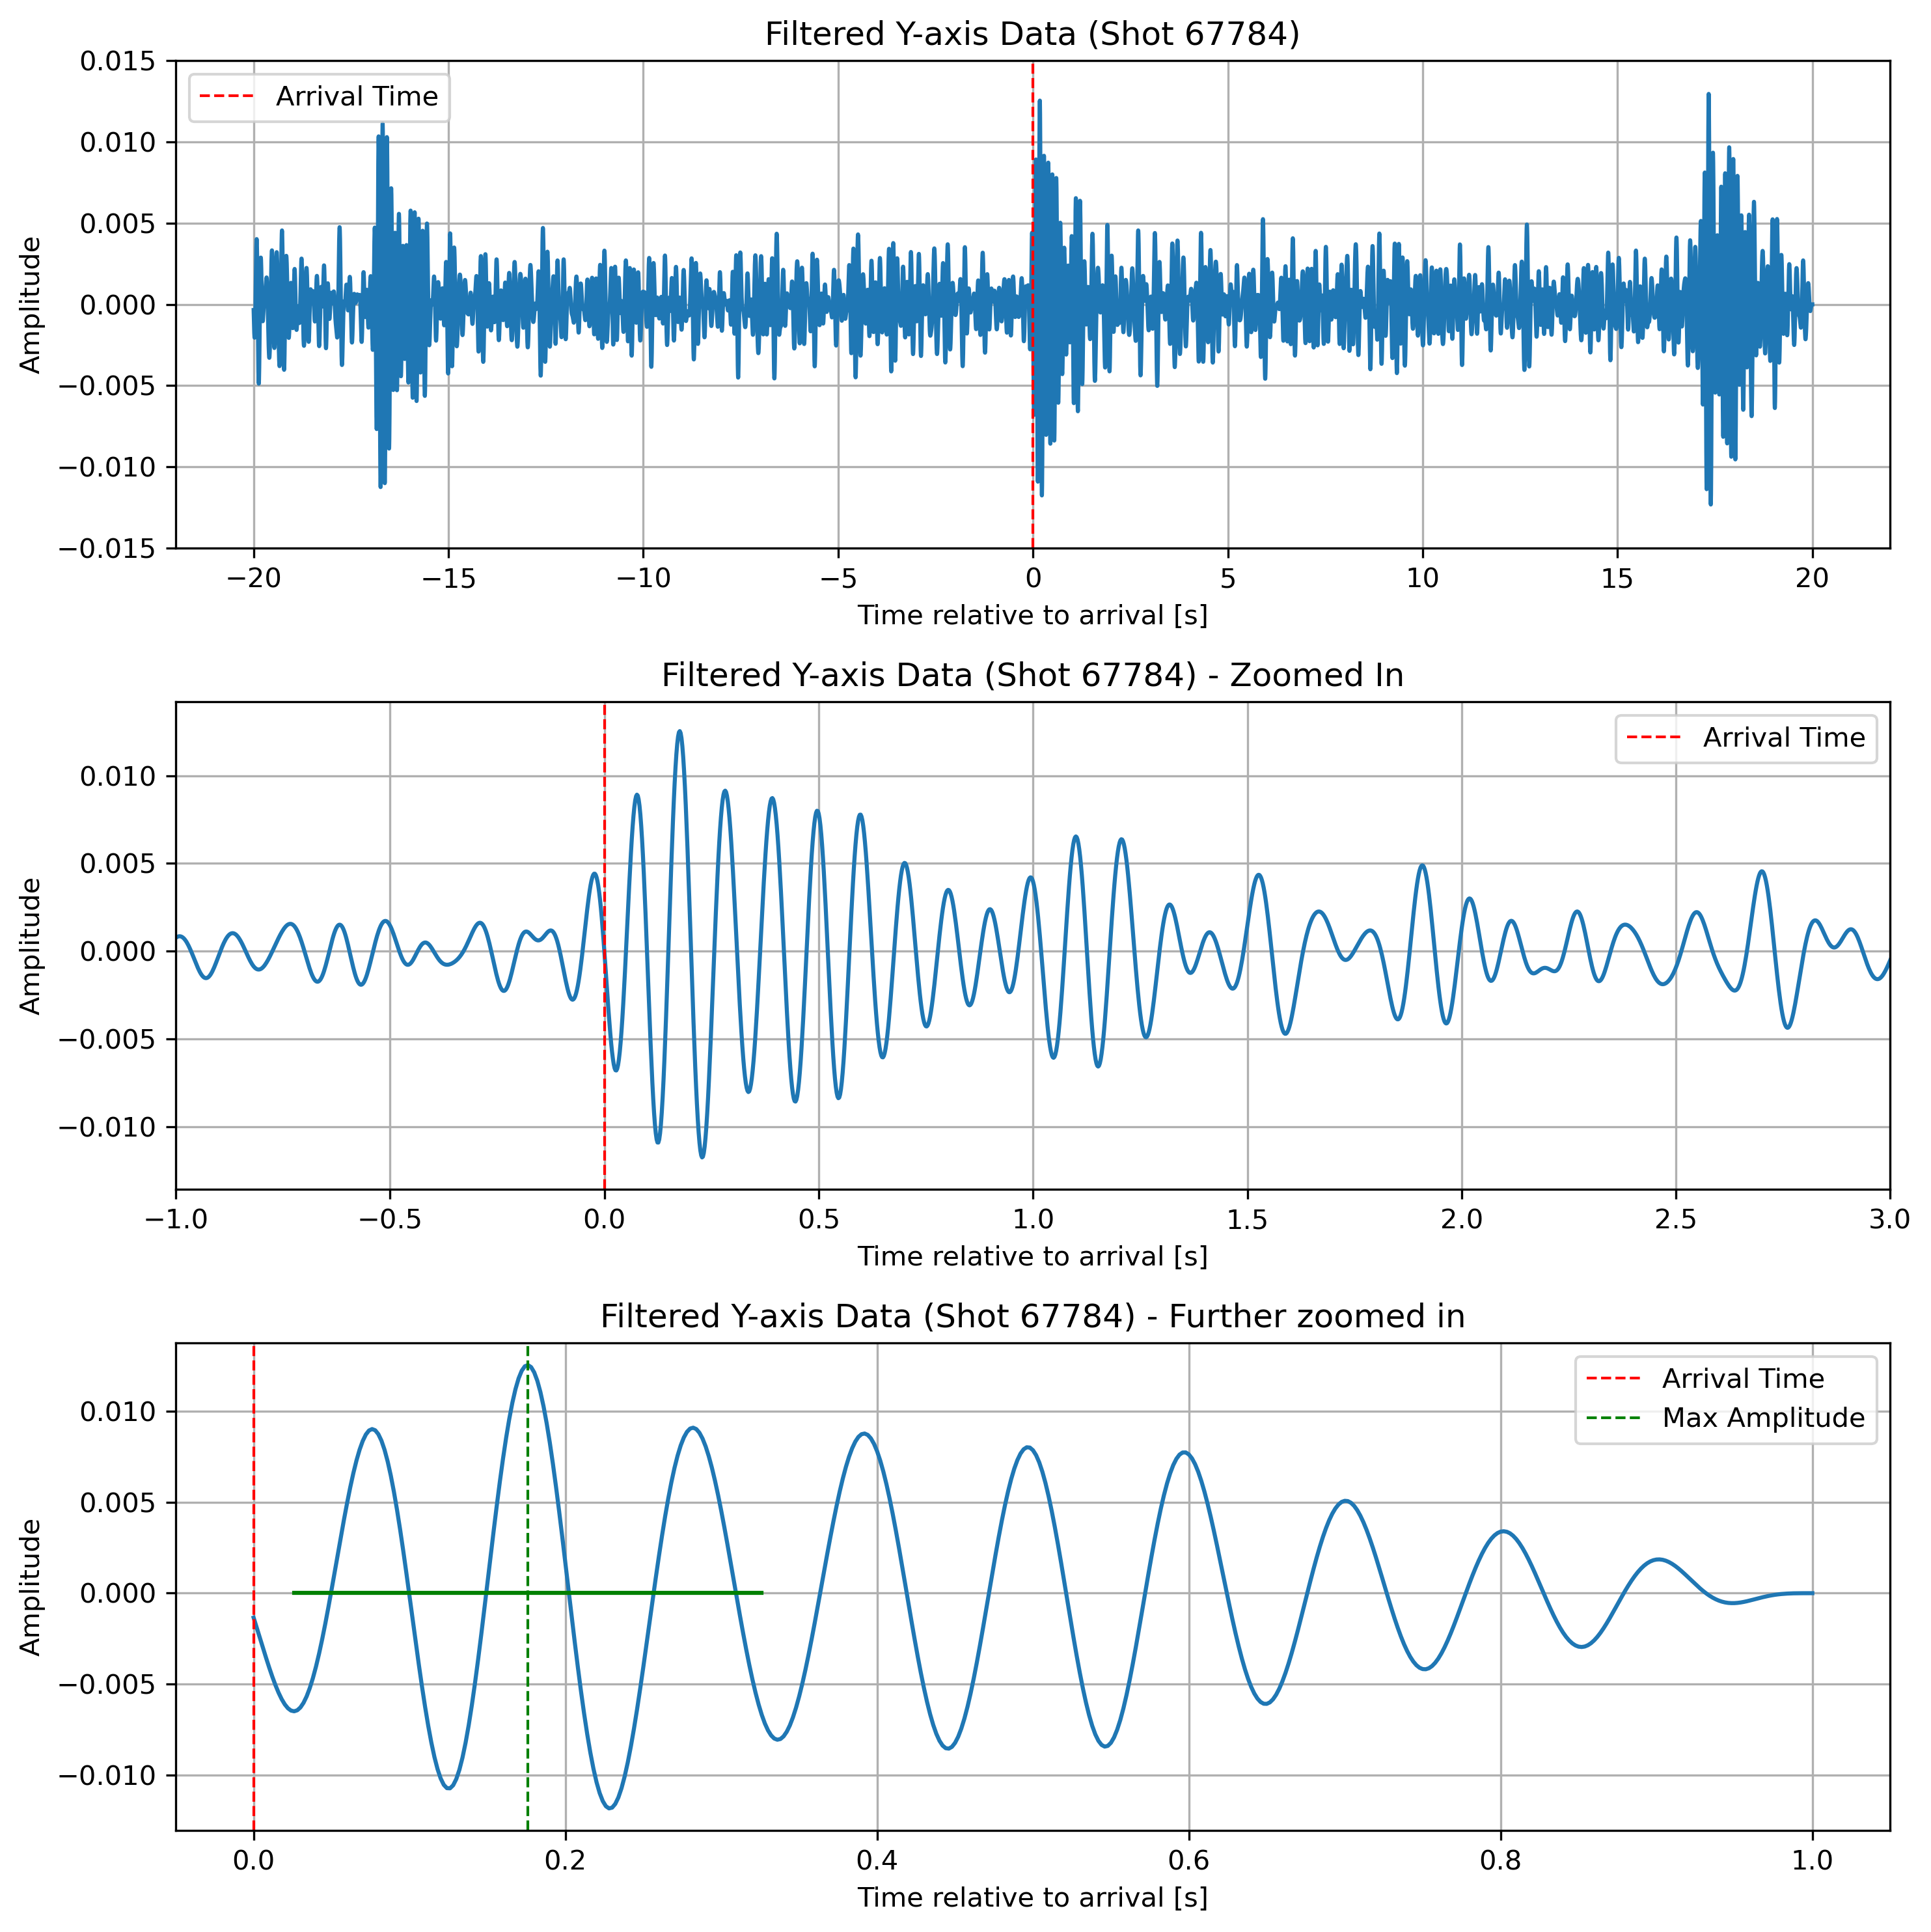 Filtered Y-axis Data (Shot 67784)
Arrival Time
0.015
0.010
0.005
0.000
−0.005
−0.010
−0.015
Amplitude
−20 −15 −10 −5 0 5 10 15 20
Time relative to arrival [s]
Filtered Y-axis Data (Shot 67784) - Zoomed In
Arrival Time
0.010
0.005
0.000
−0.005
−0.010
Amplitude
−1.0 −0.5 0.0 0.5 1.0 1.5 2.0 2.5 3.0
Time relative to arrival [s]
Filtered Y-axis Data (Shot 67784) - Further zoomed in
Arrival Time
Max Amplitude
0.010
0.005
0.000
−0.005
−0.010
Amplitude
0.0 0.2 0.4 0.6 0.8 1.0
Time relative to arrival [s]